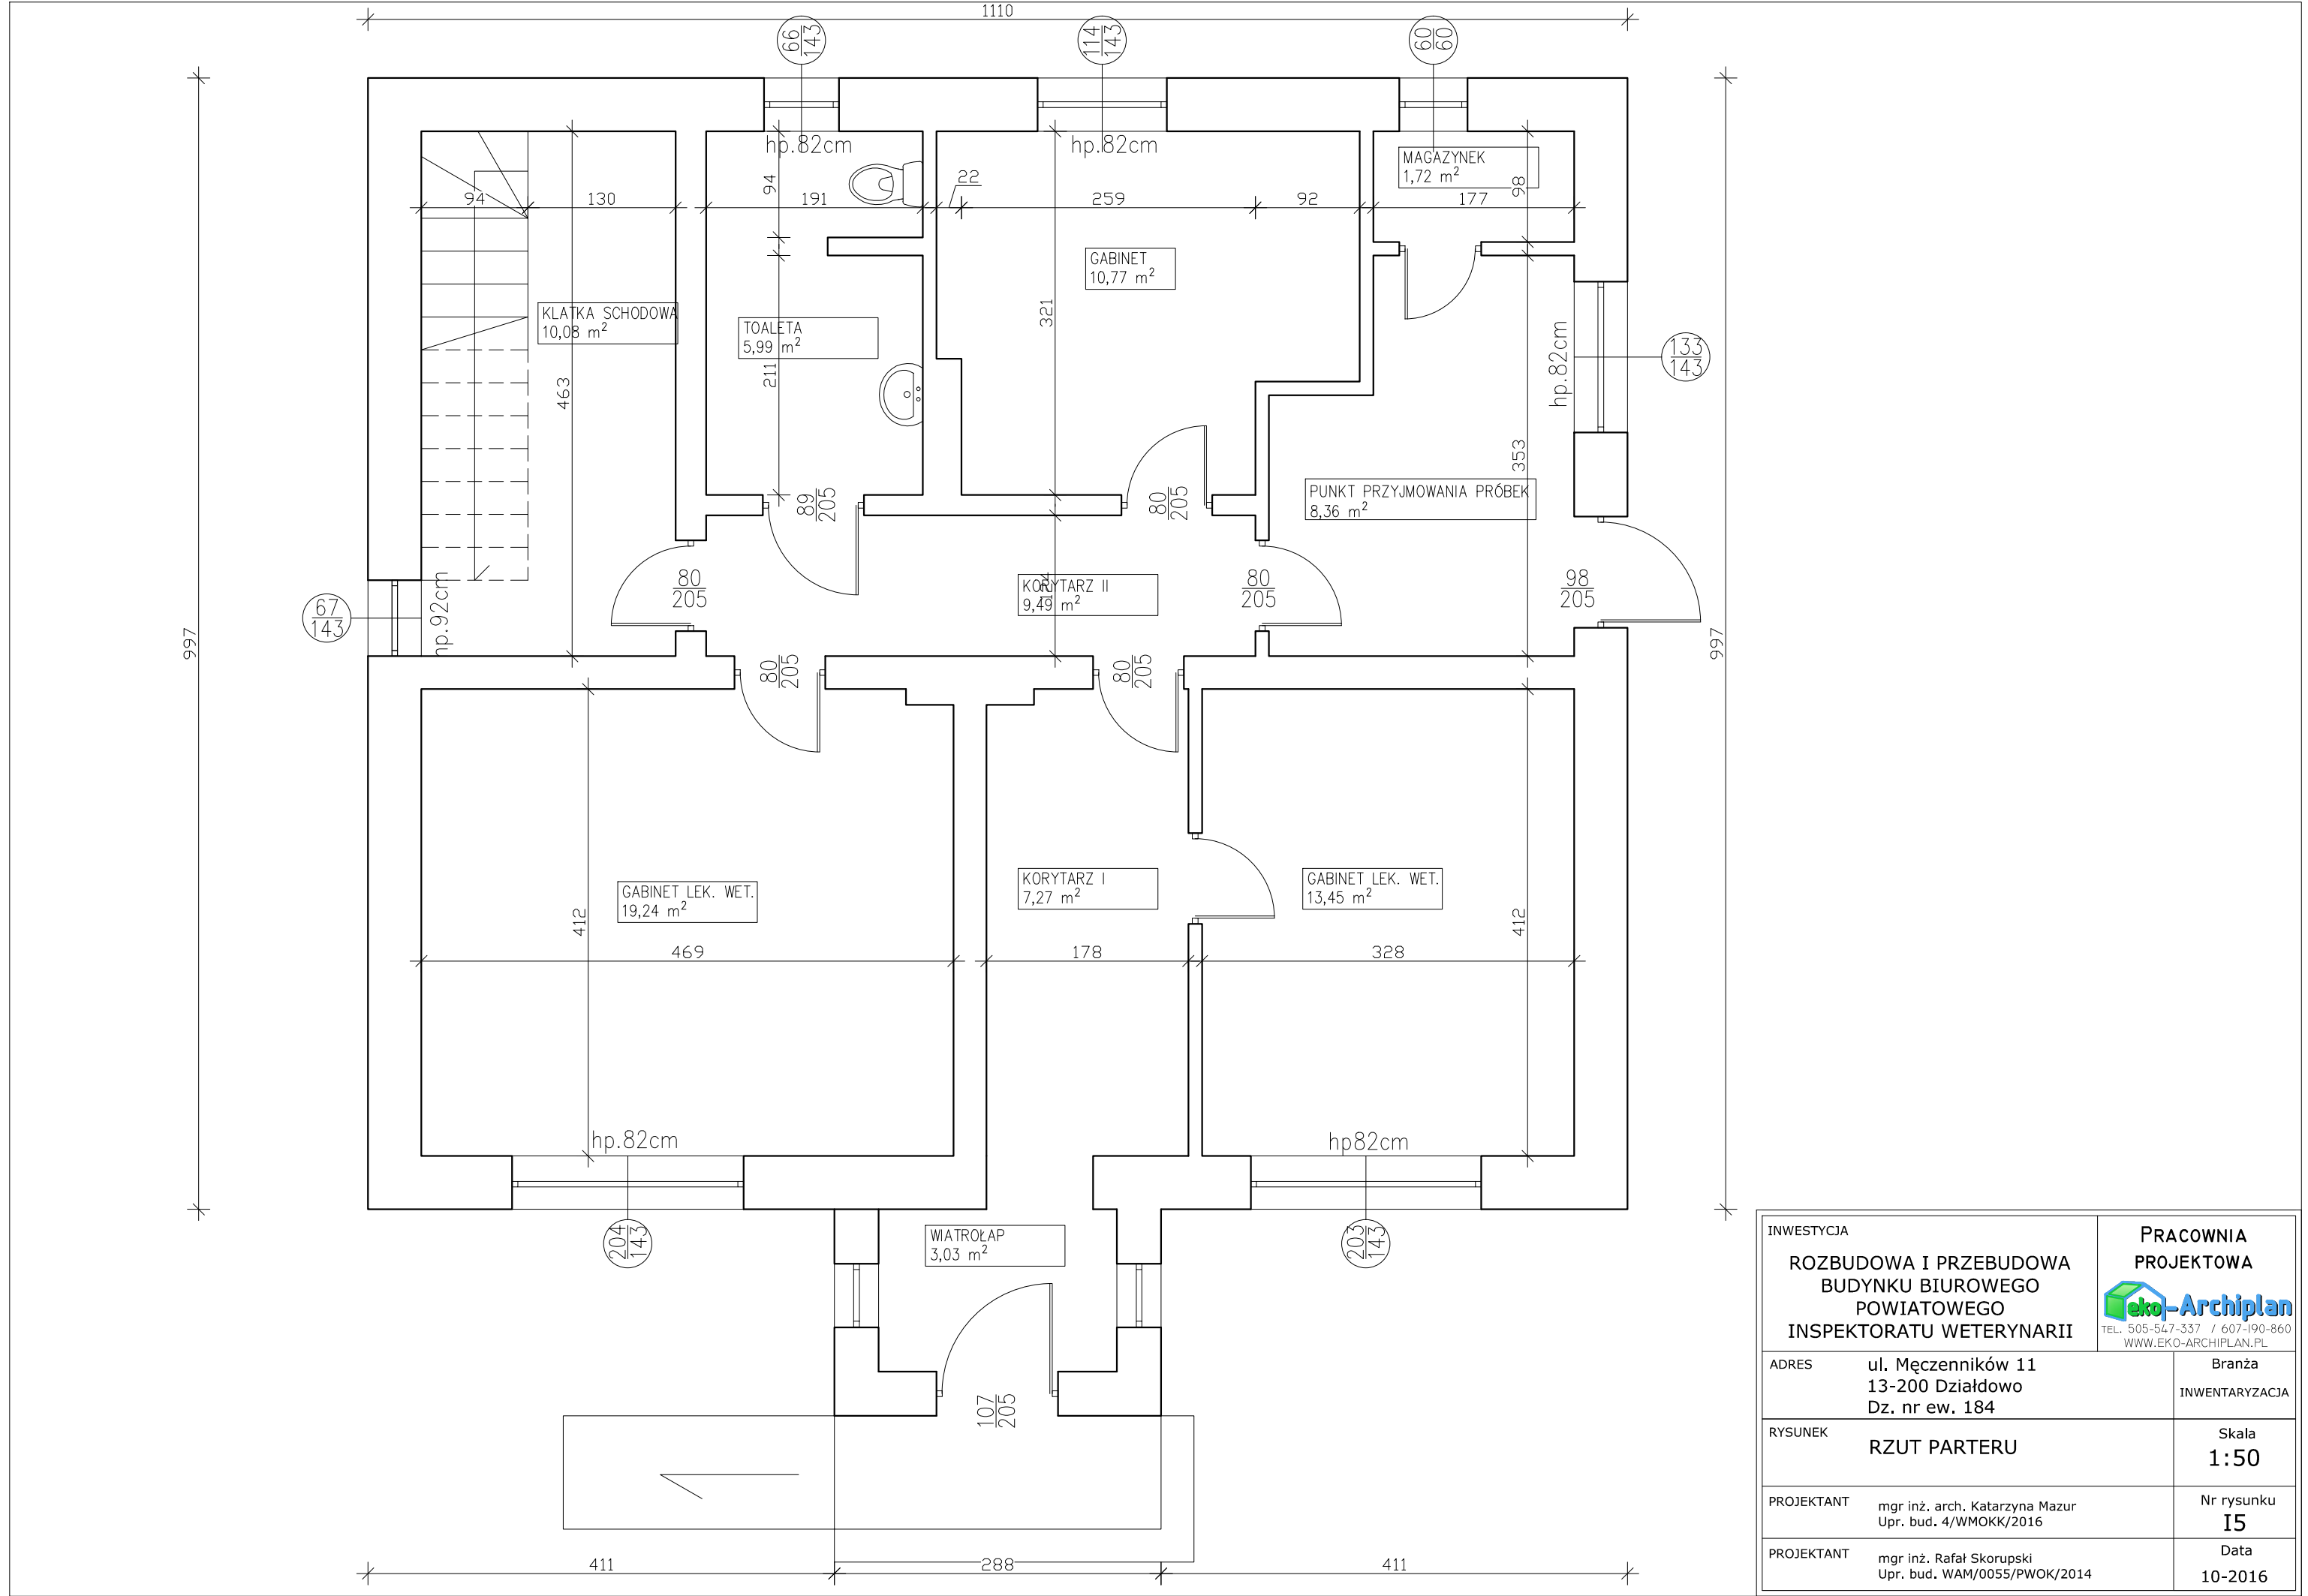 1110
66
143
114
143
60
60
hp.82cm
hp.82cm
MAGAZYNEK
1,72 m²
94
98
94
130
191
22
259
92
177
GABINET
10,77 m²
KLATKA SCHODOWA
10,08 m²
TOALETA
5,99 m²
321
211
463
hp.82cm
133
143
353
PUNKT PRZYJMOWANIA PRÓBEK
8,36 m²
89
205
80
205
80
205
KORYTARZ II
9,49 m²
80
205
98
205
67
143
hp.92cm
997
997
80
205
80
205
GABINET LEK. WET.
19,24 m²
KORYTARZ I
7,27 m²
GABINET LEK. WET.
13,45 m²
412
412
469
178
328
hp.82cm
hp82cm
204
143
203
143
WIATROŁAP
3,03 m²
107
205
411
288
411
INWESTYCJA
ROZBUDOWA I PRZEBUDOWA
BUDYNKU BIUROWEGO
POWIATOWEGO
INSPEKTORATU WETERYNARII
PRACOWNIA
PROJEKTOWA
eko-Archiplan
TEL. 505-547-337 / 607-190-860
WWW.EKO-ARCHIPLAN.PL
ADRES
ul. Męczenników 11
13-200 Działdowo
Dz. nr ew. 184
Branża
INWENTARYZACJA
RYSUNEK
RZUT PARTERU
Skala
1:50
PROJEKTANT
mgr inż. arch. Katarzyna Mazur
Upr. bud. 4/WMOKK/2016
Nr rysunku
I5
PROJEKTANT
mgr inż. Rafał Skorupski
Upr. bud. WAM/0055/PWOK/2014
Data
10-2016